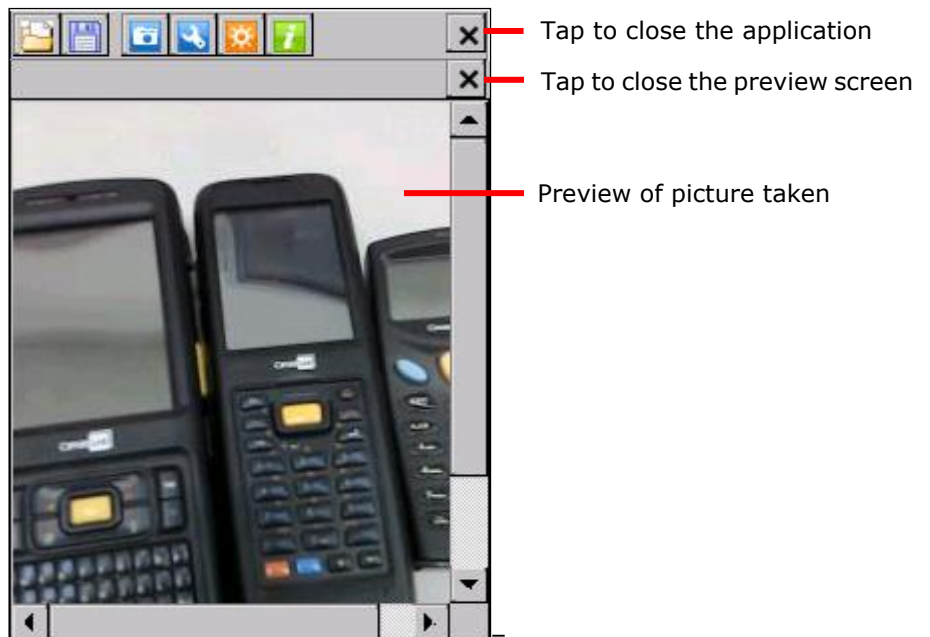 Tap to close the application
Tap to close the preview screen
Preview of picture taken